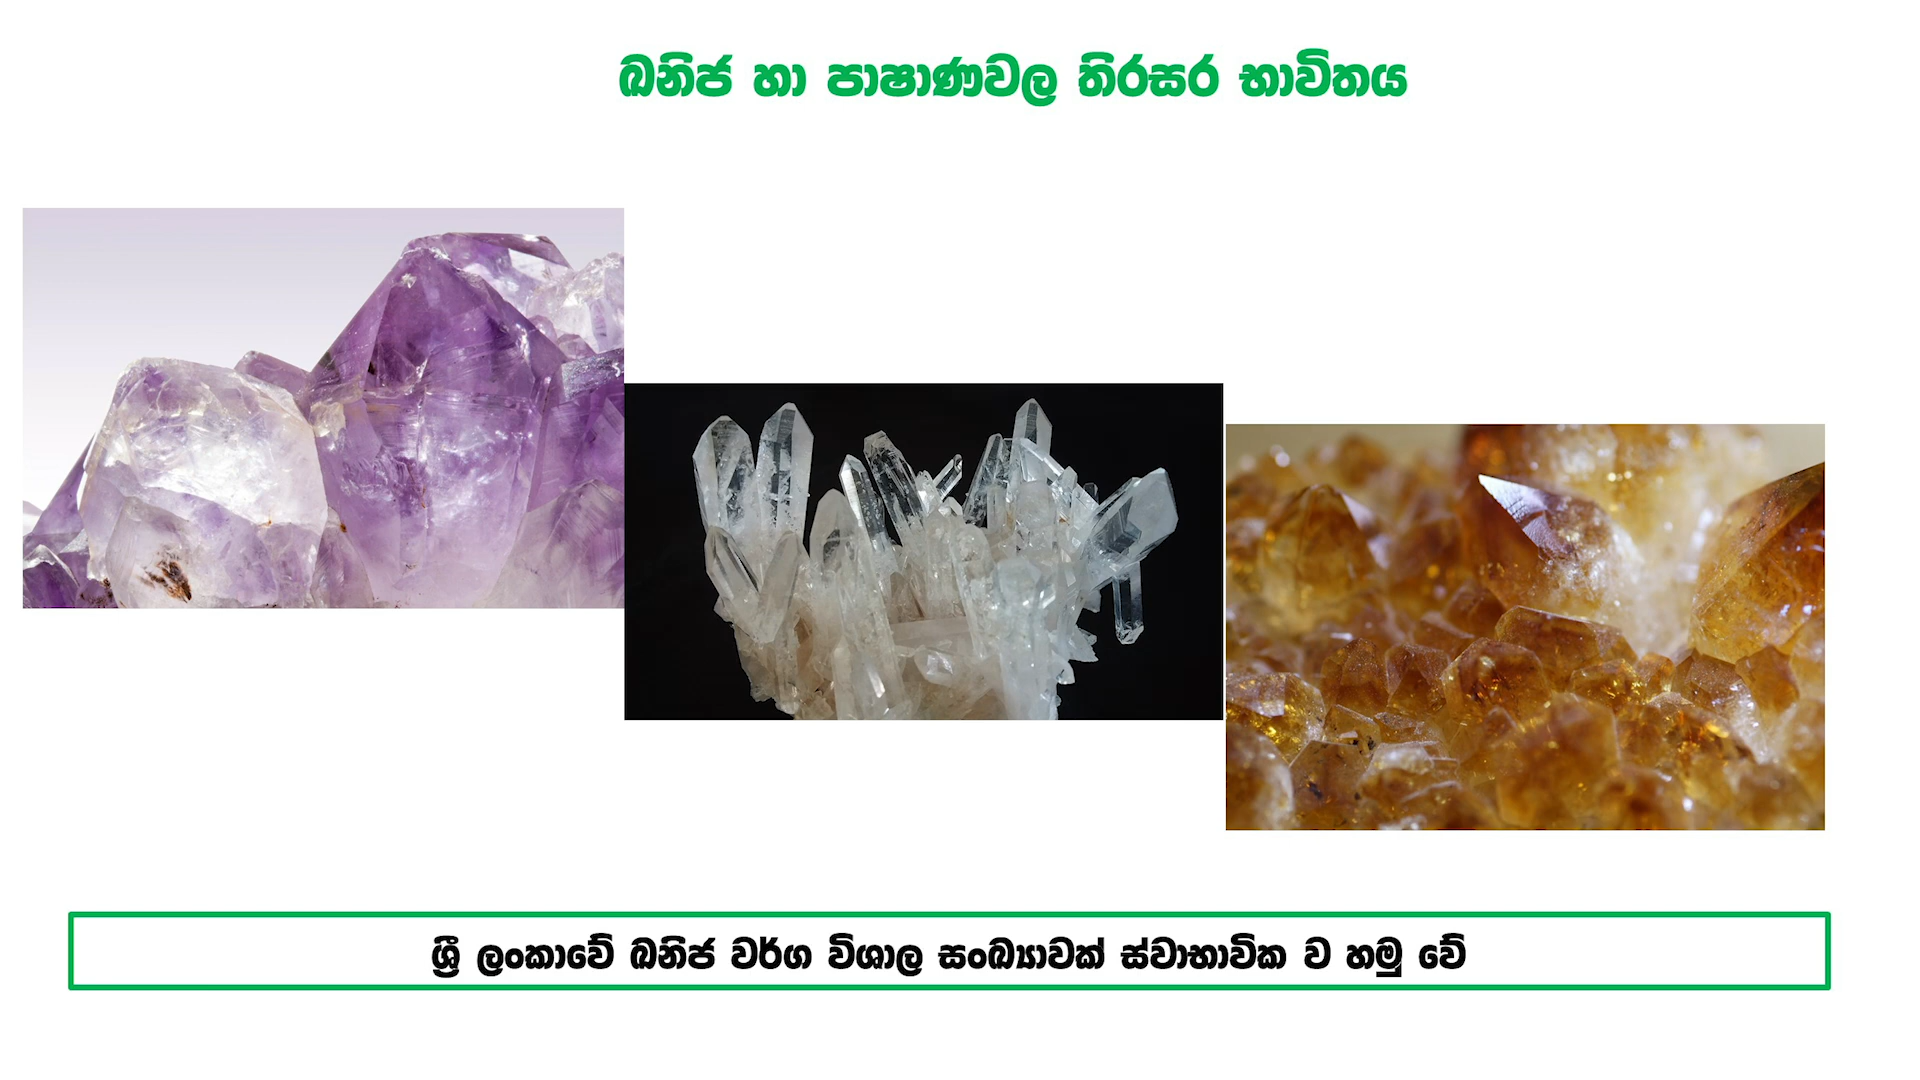 ඛනිජ හා පාෂාණවල තිරසර භාවිතය
ශ්‍රී ලංකාවේ ඛනිජ වර්ග විශාල සංඛ්‍යාවක් ස්වාභාවික ව හමු වේ